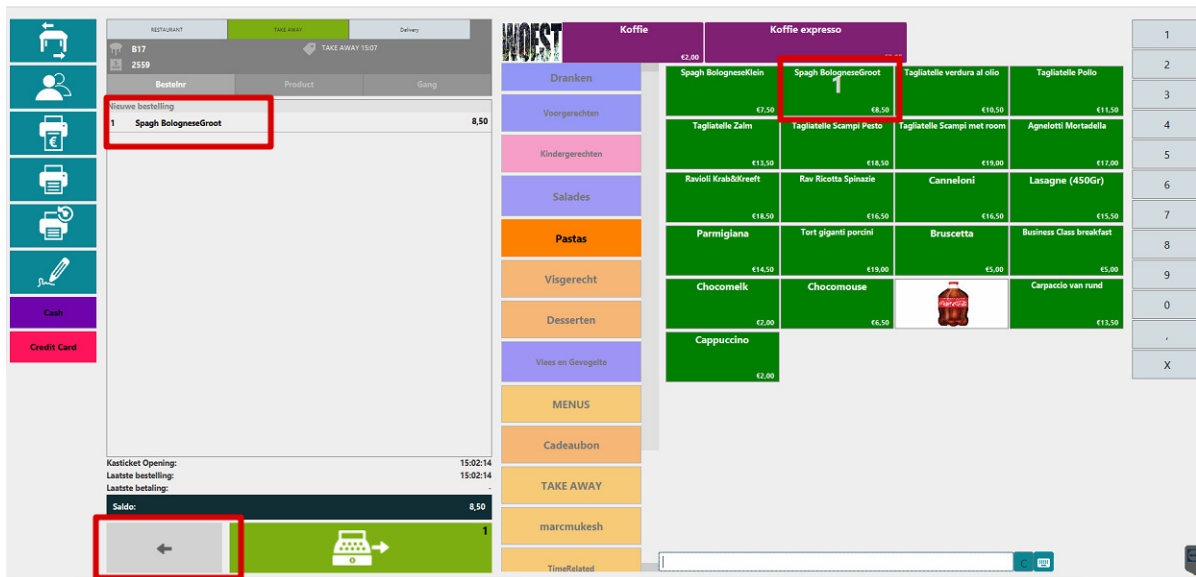 RESTAURANT
TAKE AWAY
Delivery
B17
TAKE AWAY 15:07
2559
Bestelnr
Product
Gang
Nieuwe bestelling
1 Spagh BologneseGroot 8,50
Kasticket Opening: 15:02:14
Laatste bestelling: 15:02:14
Laatste betaling: -
Saldo: 8,50
1
Cash
Credit Card
WOEST
Koffie
€2,00
Koffie expresso
Dranken
Voorgerechten
Kindergerechten
Salades
Pastas
Visgerecht
Desserten
Vlees en Gevogelte
MENUS
Cadeaubon
TAKE AWAY
marcmukesh
TimeRelated
Spagh BologneseKlein
€7,50
Spagh BologneseGroot
1
€8,50
Tagliatelle verdura al olio
€10,50
Tagliatelle Pollo
€11,50
Tagliatelle Zalm
€13,50
Tagliatelle Scampi Pesto
€18,50
Tagliatelle Scampi met room
€19,00
Agnelotti Mortadella
€17,00
Ravioli Krab&Kreeft
€18,50
Rav Ricotta Spinazie
€16,50
Canneloni
€16,50
Lasagne (450Gr)
€15,50
Parmigiana
€14,50
Tort giganti porcini
€19,00
Bruscetta
€5,00
Business Class breakfast
€5,00
Chocomelk
€2,00
Chocomouse
€6,50
Carpaccio van rund
€13,50
Cappuccino
€2,00
C
1
2
3
4
5
6
7
8
9
0
,
X